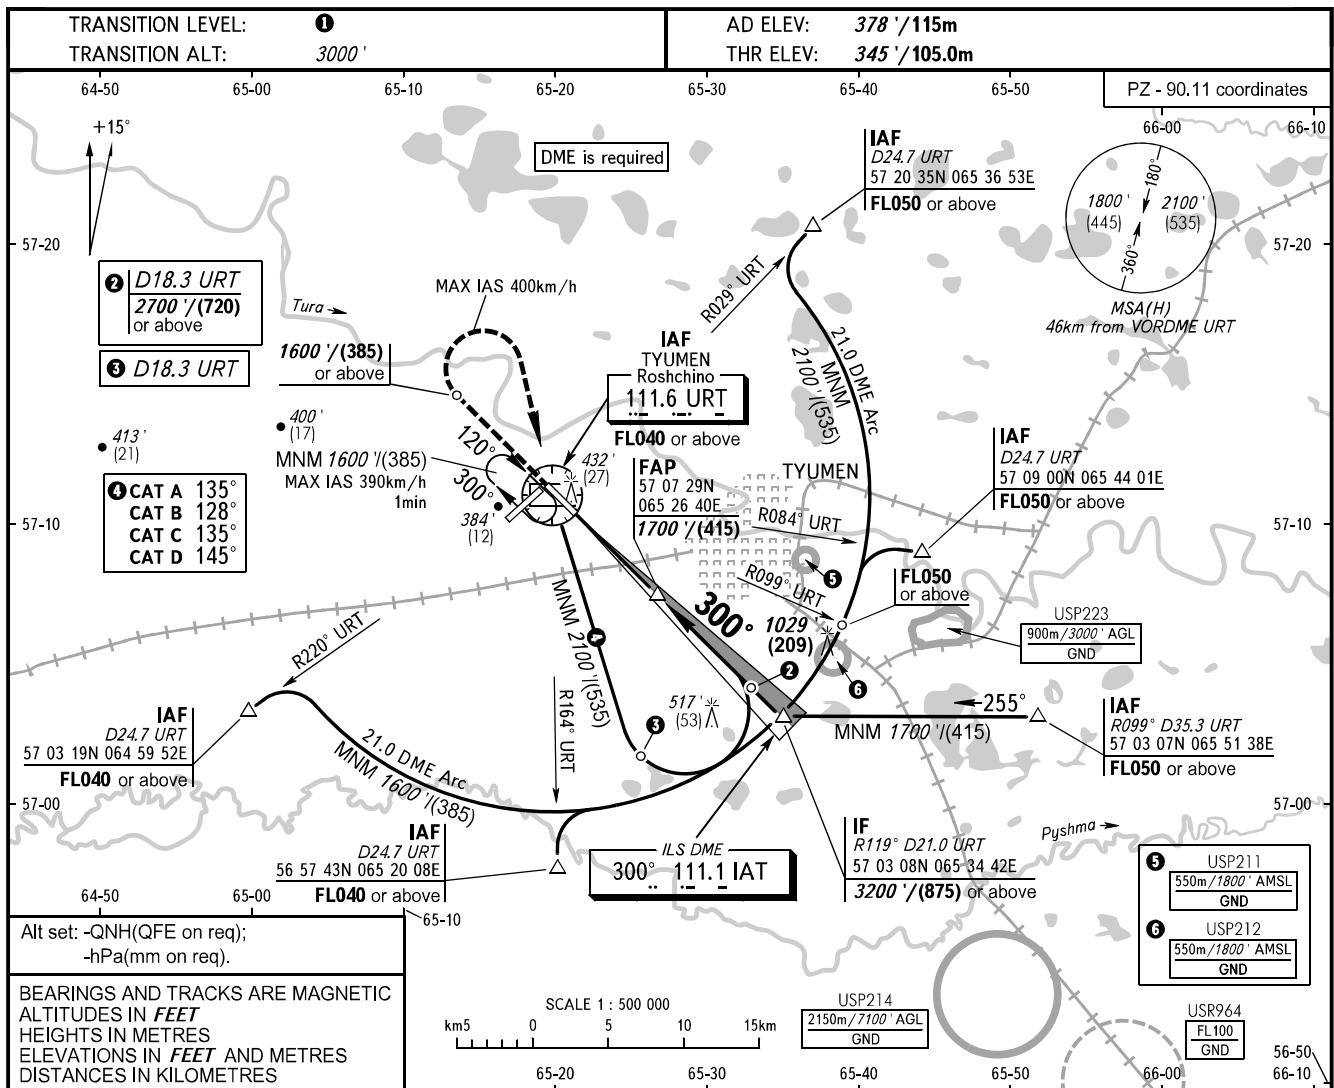 TRANSITION LEVEL: ❶
TRANSITION ALT: 3000 '
AD ELEV: 378 '/115m
THR ELEV: 345 '/105.0m
64-50 65-00 65-10 65-20 65-30 65-40 65-50
PZ - 90.11 coordinates
66-00 66-10
+15°
DME is required
IAF
D24.7 URT
57 20 35N 065 36 53E
FL050 or above
180°
1800 '
(445)
2100 '
(535)
360°
MSA(H)
46km from VORDME URT
57-20
57-20
❷ D18.3 URT
2700 '/(720)
or above
❸ D18.3 URT
Tura
MAX IAS 400km/h
R029° URT
1600 '/(385)
or above
IAF
TYUMEN
Roshchino
111.6 URT
FL040 or above
21.0 DME Arc
MNM
2100 '/(535)
400 '
(17)
413 '
(21)
120°
MNM 1600 '/(385)
MAX IAS 390km/h
1min
300°
432 '
(27)
384 '
(12)
FAP
57 07 29N
065 26 40E
1700 '/(415)
TYUMEN
IAF
D24.7 URT
57 09 00N 065 44 01E
FL050 or above
❹ CAT A 135°
CAT B 128°
CAT C 135°
CAT D 145°
57-10
57-10
R084° URT
❺
R099° URT
FL050
or above
USP223
900m/3000 ' AGL
GND
300°
1029 '
(209)
❹
MNM 2100 '/(535)
R220° URT
❷
❻
R164° URT
517 '
(53)
❸
255°
MNM 1700 '/(415)
IAF
R099° D35.3 URT
57 03 07N 065 51 38E
FL050 or above
IAF
D24.7 URT
57 03 19N 064 59 52E
FL040 or above
21.0 DME Arc
MNM 1600 '/(385)
57-00
57-00
IAF
D24.7 URT
56 57 43N 065 20 08E
FL040 or above
ILS DME
300° 111.1 IAT
IF
R119° D21.0 URT
57 03 08N 065 34 42E
3200 '/(875) or above
Pyshma
❺ USP211
550m/1800 ' AMSL
GND
❻ USP212
550m/1800 ' AMSL
GND
64-50 65-00
65-10
Alt set: -QNH(QFE on req);
-hPa(mm on req).
BEARINGS AND TRACKS ARE MAGNETIC
ALTITUDES IN FEET
HEIGHTS IN METRES
ELEVATIONS IN FEET AND METRES
DISTANCES IN KILOMETRES
SCALE 1 : 500 000
km5 0 5 10 15km
USP214
2150m/7100 ' AGL
GND
USR964
FL100
GND
56-50
65-20 65-30 65-40 65-50 66-00 66-10